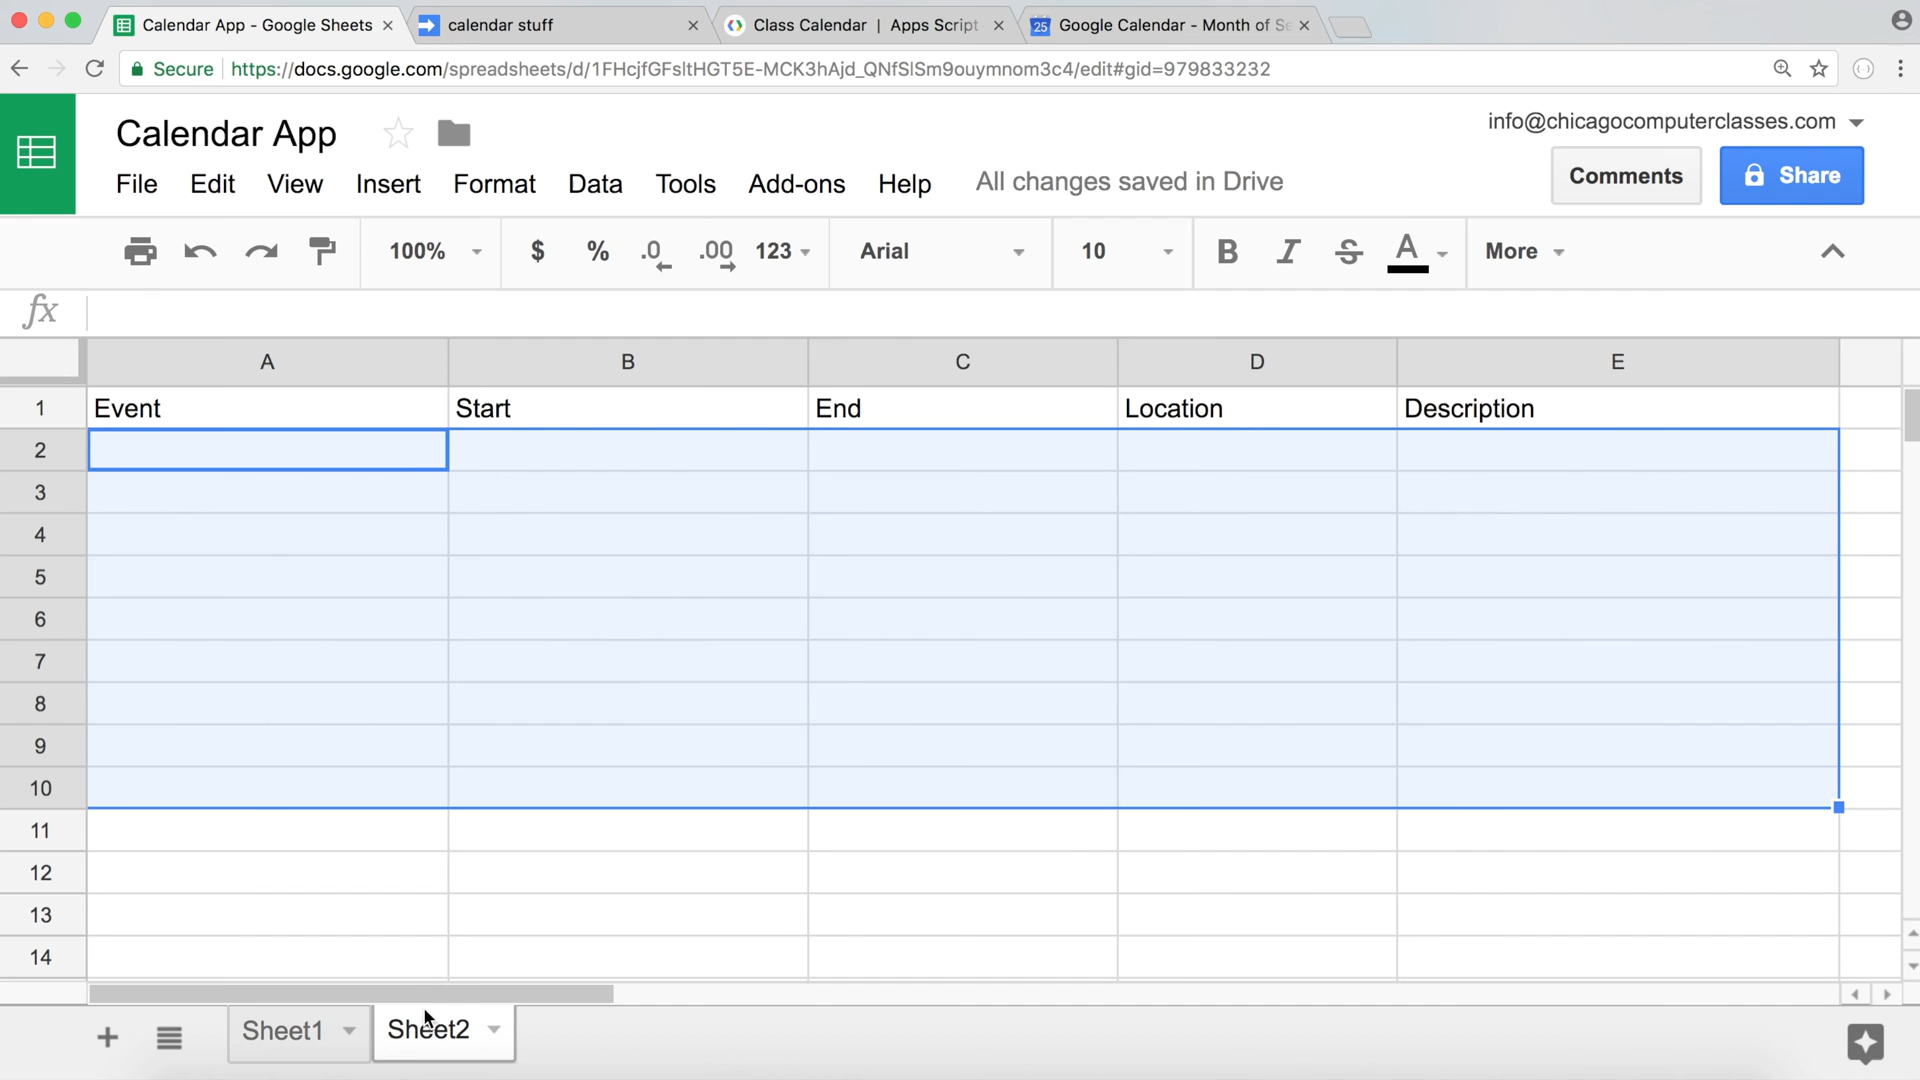 Calendar App - Google Sheets
calendar stuff
Class Calendar | Apps Script
25 Google Calendar - Month of Se
Secure https://docs.google.com/spreadsheets/d/1FHcjfGFsltHGT5E-MCK3hAjd_QNfSlSm9ouymnom3c4/edit#gid=979833232
Calendar App
info@chicagocomputerclasses.com
File Edit View Insert Format Data Tools Add-ons Help All changes saved in Drive
Comments Share
100% $ % .0 .00 123 Arial 10 B I S A More
fx
A B C D E
1 Event Start End Location Description
2
3
4
5
6
7
8
9
10
11
12
13
14
+ Sheet1 Sheet2